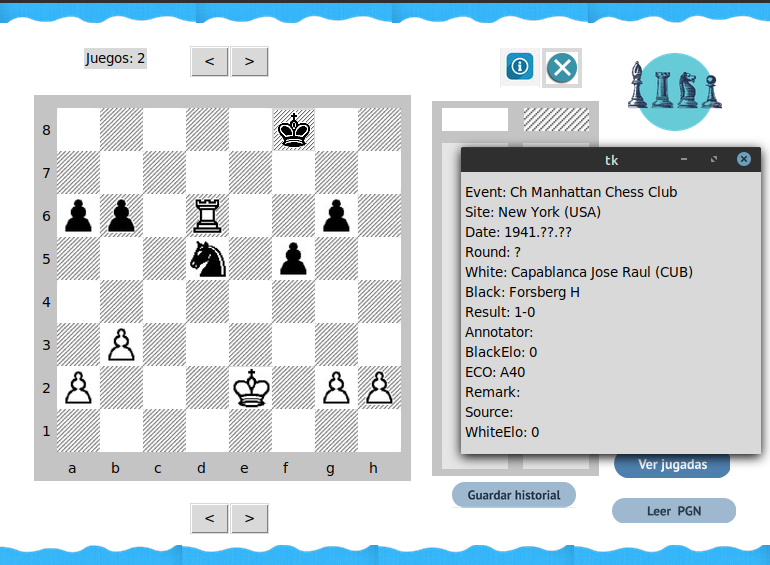 Juegos: 2
<
>
8
7
6
5
4
3
2
1
a b c d e f g h
<
>
tk
Event: Ch Manhattan Chess Club
Site: New York (USA)
Date: 1941.??.??
Round: ?
White: Capablanca Jose Raul (CUB)
Black: Forsberg H
Result: 1-0
Annotator:
BlackElo: 0
ECO: A40
Remark:
Source:
WhiteElo: 0
Ver jugadas
Guardar historial
Leer PGN